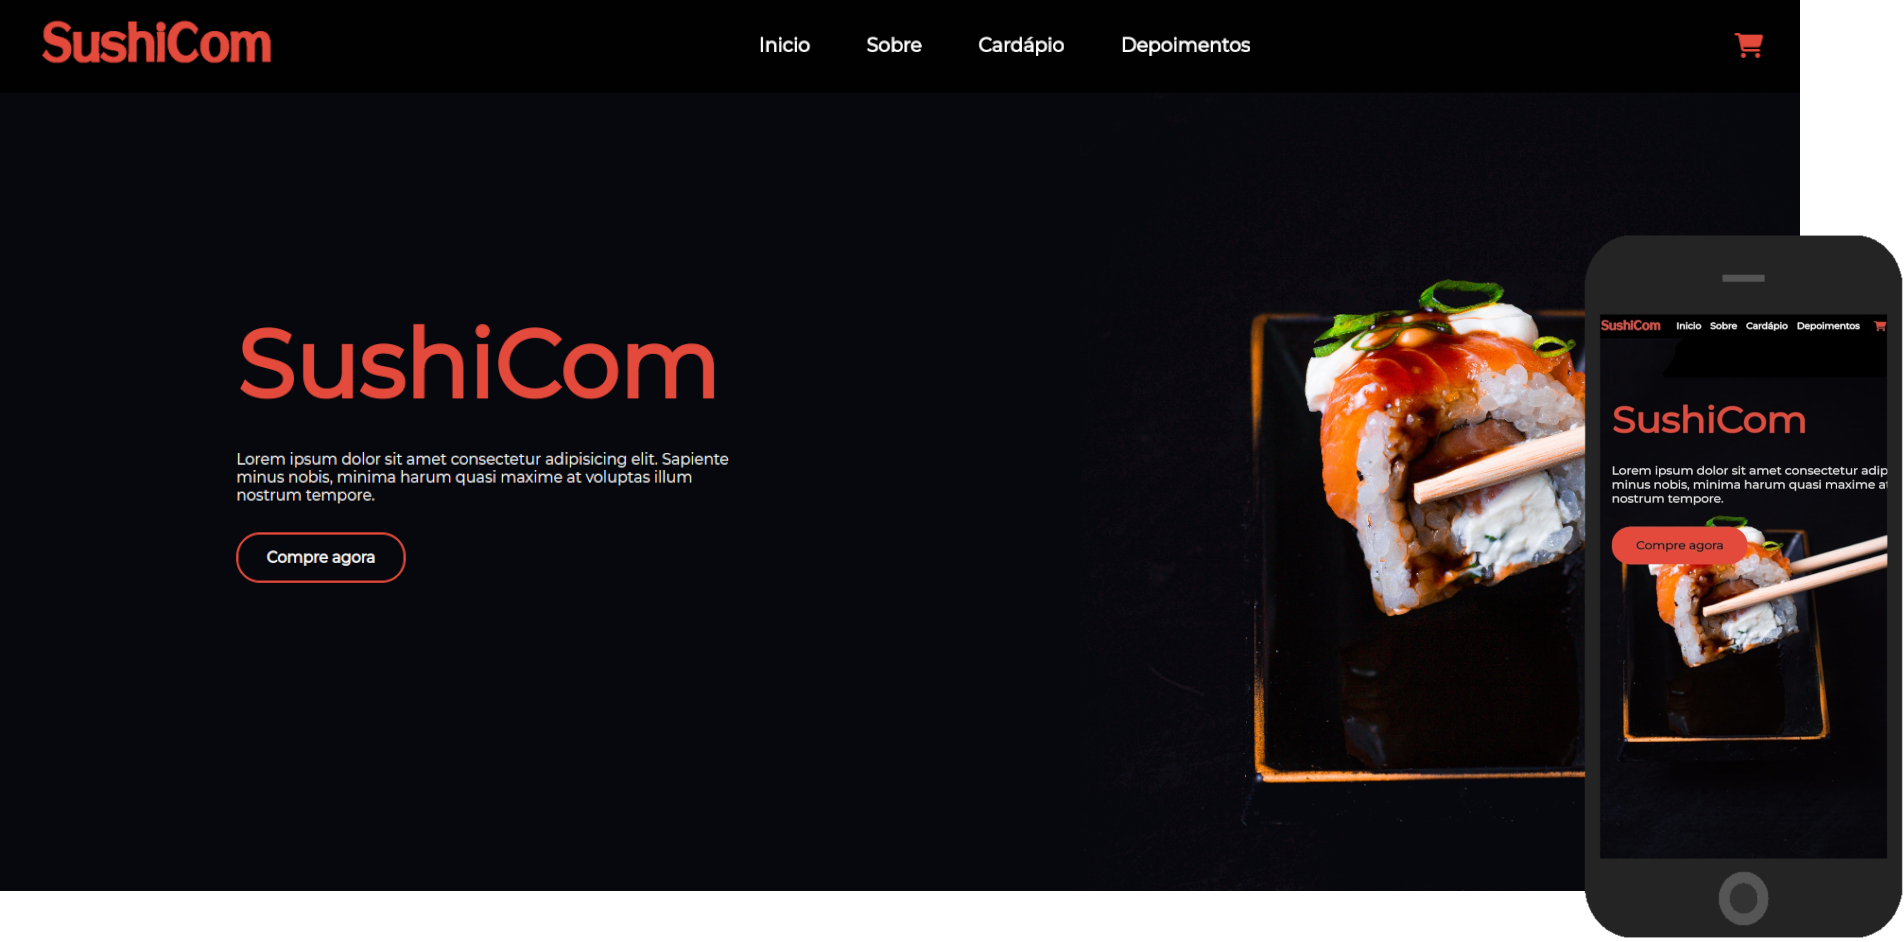 SushiCom
Inicio Sobre Cardápio Depoimentos
SushiCom
Lorem ipsum dolor sit amet consectetur adipisicing elit. Sapiente
minus nobis, minima harum quasi maxime at voluptas illum
nostrum tempore.
Compre agora
SushiCom Inicio Sobre Cardápio Depoimentos
SushiCom
Lorem ipsum dolor sit amet consectetur adip
minus nobis, minima harum quasi maxime at
nostrum tempore.
Compre agora